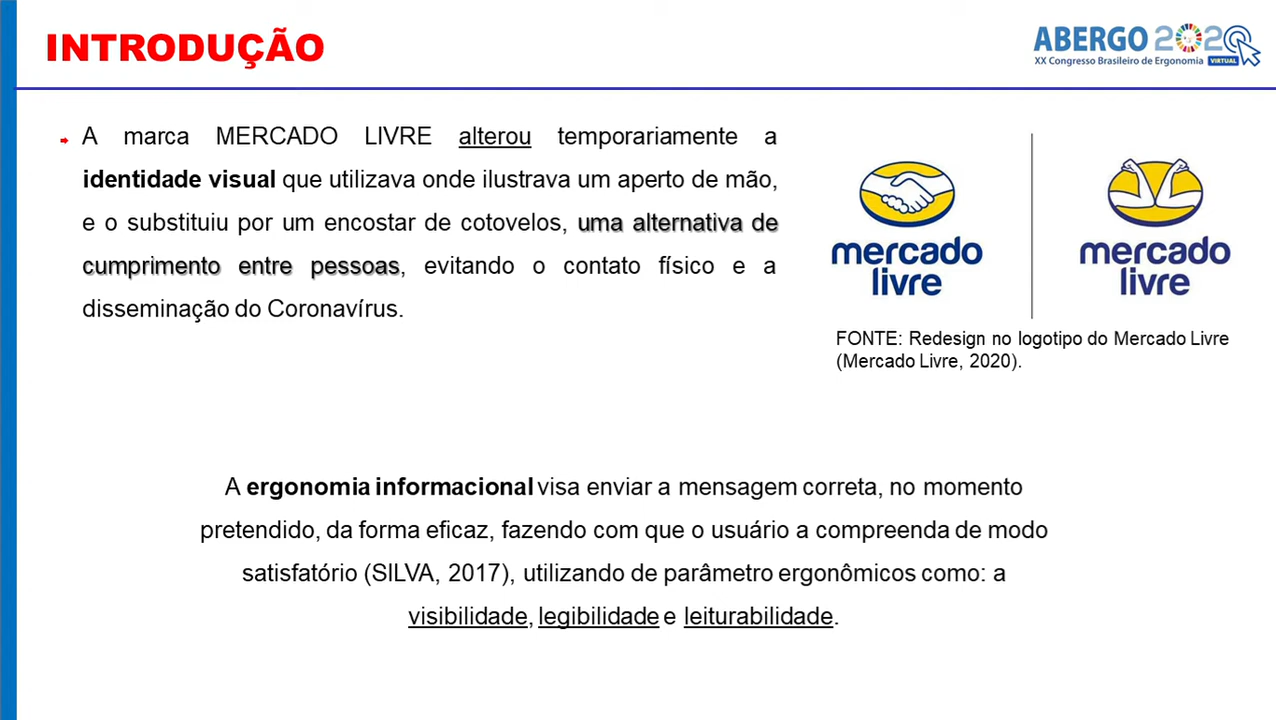 INTRODUÇÃO
ABERGO 2020
XX Congresso Brasileiro de Ergonomia VIRTUAL
A marca MERCADO LIVRE alterou temporariamente a
identidade visual que utilizava onde ilustrava um aperto de mão,
e o substituiu por um encostar de cotovelos, uma alternativa de
cumprimento entre pessoas, evitando o contato físico e a
disseminação do Coronavírus.
mercado
livre
mercado
livre
FONTE: Redesign no logotipo do Mercado Livre
(Mercado Livre, 2020).
A ergonomia informacional visa enviar a mensagem correta, no momento
pretendido, da forma eficaz, fazendo com que o usuário a compreenda de modo
satisfatório (SILVA, 2017), utilizando de parâmetro ergonômicos como: a
visibilidade, legibilidade e leiturabilidade.